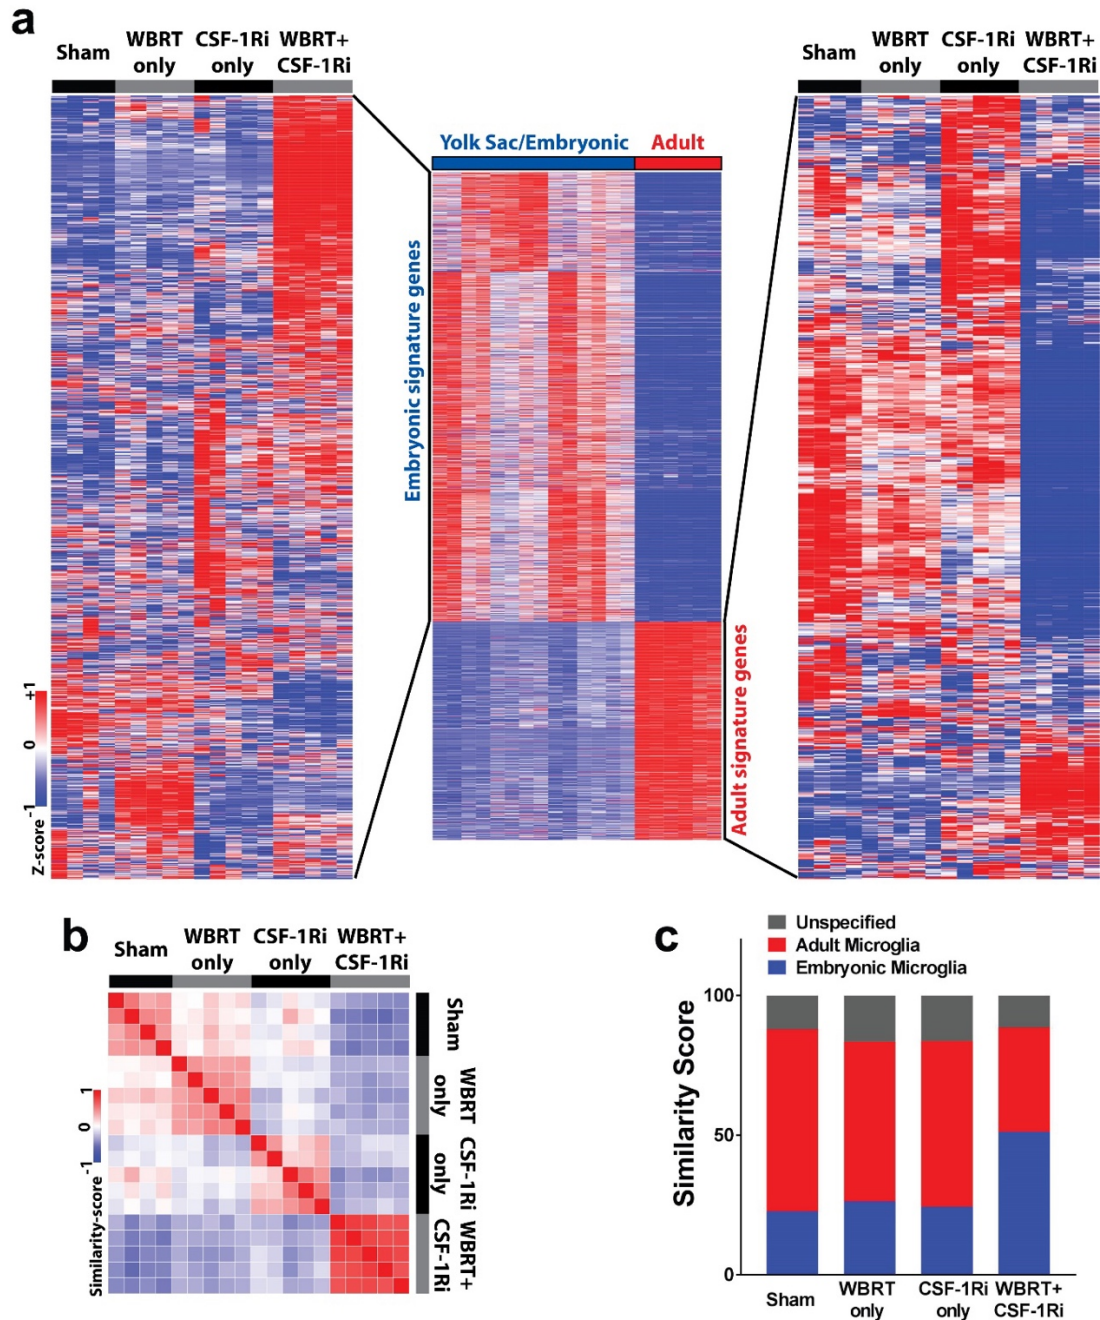 a
Sham
WBRT only
CSF-1Ri only
WBRT+ CSF-1Ri
Yolk Sac/Embryonic
Adult
Sham
WBRT only
CSF-1Ri only
WBRT+ CSF-1Ri
Embryonic signature genes
Adult signature genes
Z-score
-1
0
+1
b
Sham
WBRT only
CSF-1Ri only
WBRT+ CSF-1Ri
Sham
WBRT only
CSF-1Ri only
WBRT+ CSF-1Ri
Similarity-score
-1
0
1
c
Unspecified
Adult Microglia
Embryonic Microglia
Similarity Score
100
50
0
Sham
WBRT only
CSF-1Ri only
WBRT+ CSF-1Ri